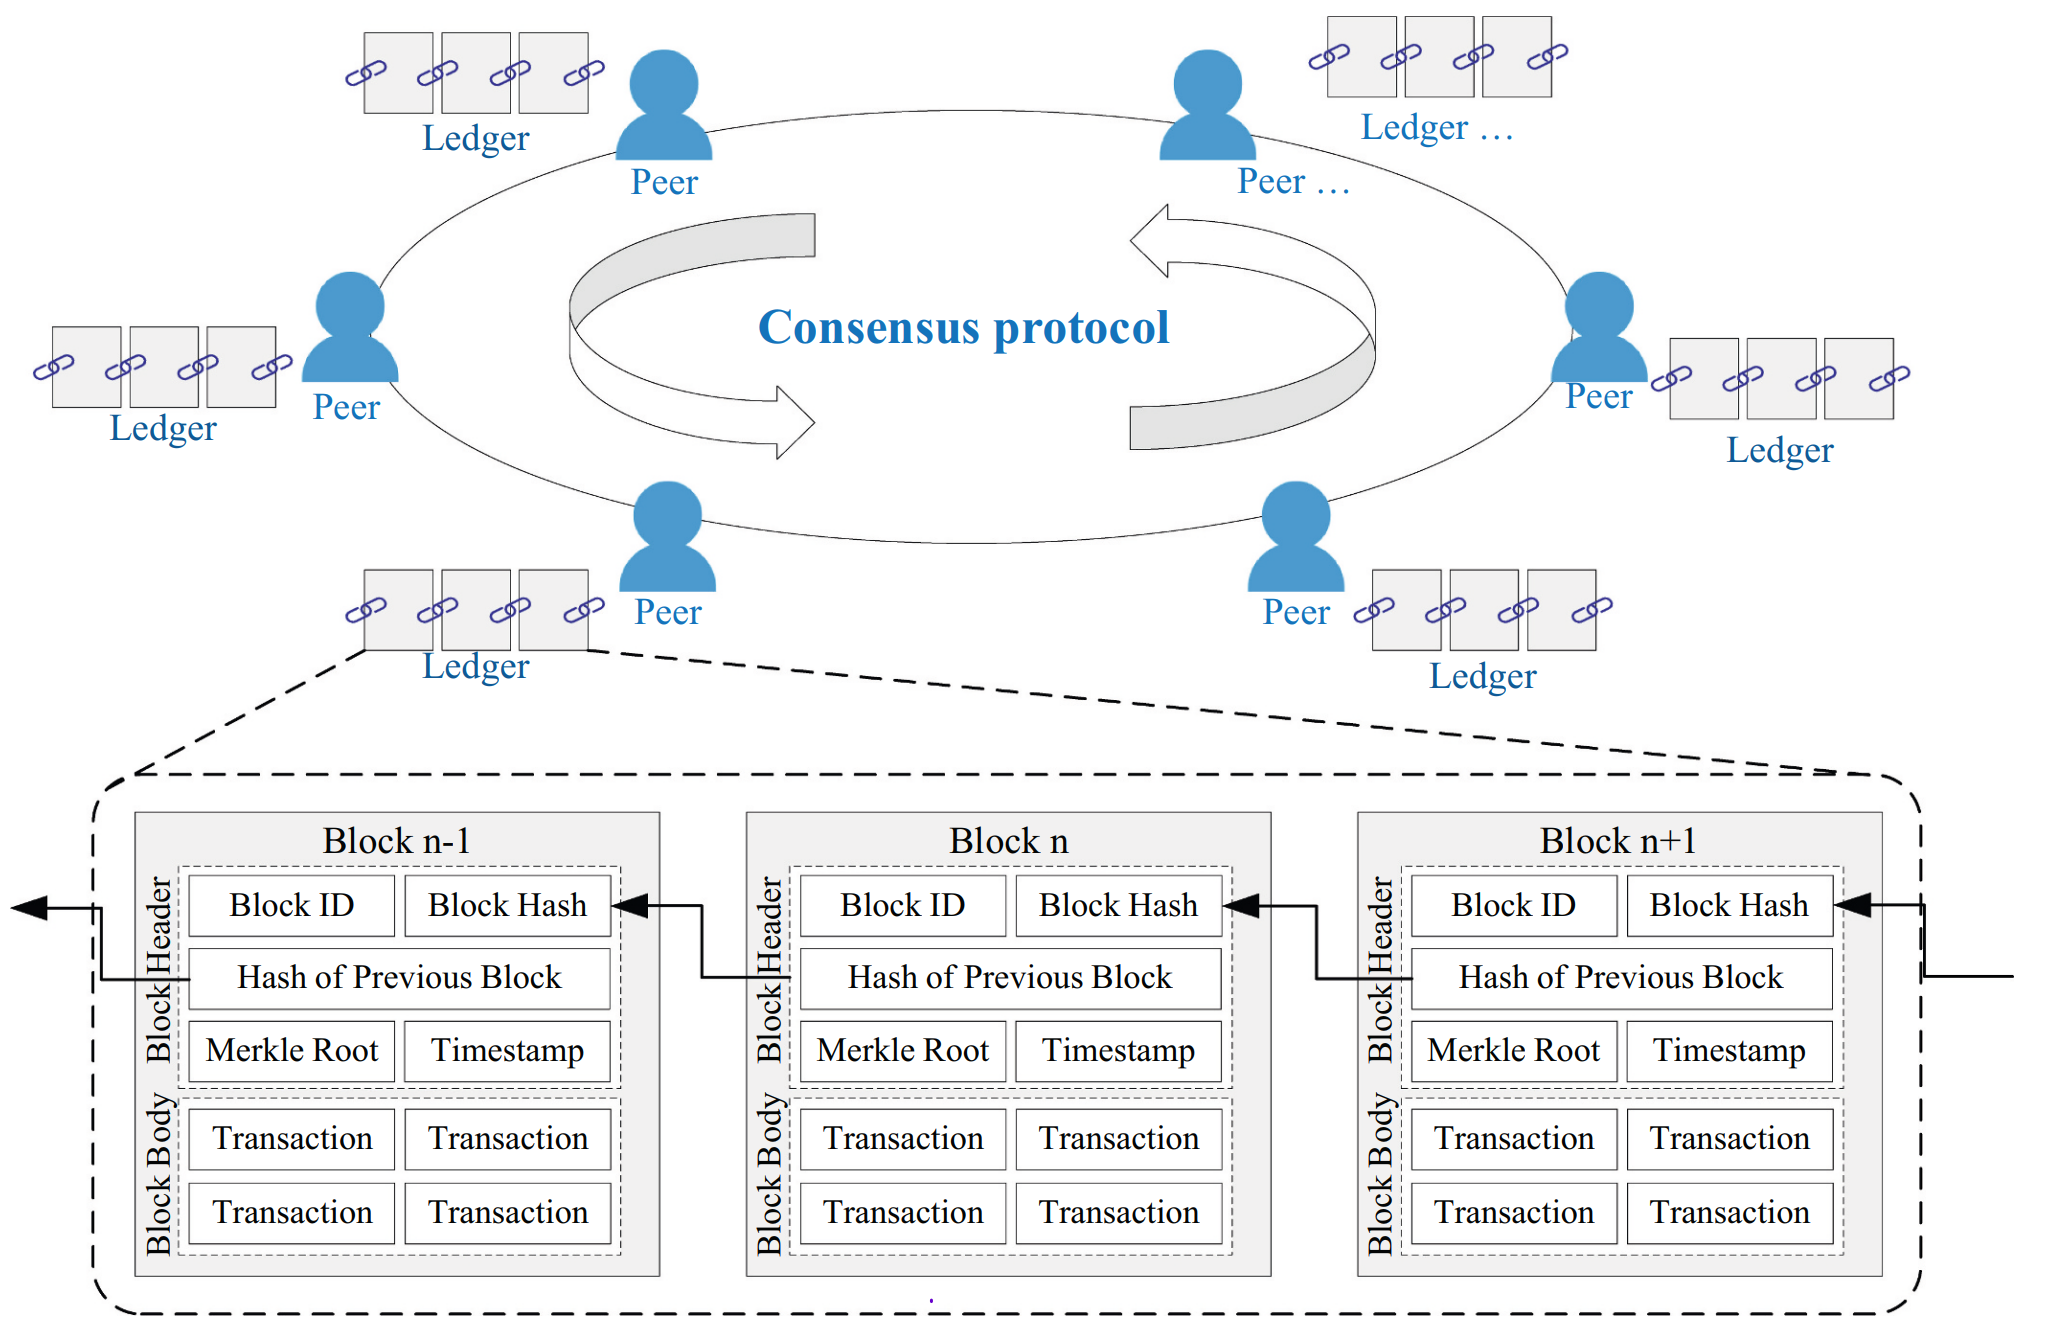 Ledger
Peer
Ledger …
Peer …
Consensus protocol
Ledger
Peer
Peer
Ledger
Peer
Ledger
Peer
Ledger
Block n-1
Block Header
Block ID
Block Hash
Hash of Previous Block
Merkle Root
Timestamp
Block Body
Transaction
Transaction
Transaction
Transaction
Block n
Block Header
Block ID
Block Hash
Hash of Previous Block
Merkle Root
Timestamp
Block Body
Transaction
Transaction
Transaction
Transaction
Block n+1
Block Header
Block ID
Block Hash
Hash of Previous Block
Merkle Root
Timestamp
Block Body
Transaction
Transaction
Transaction
Transaction